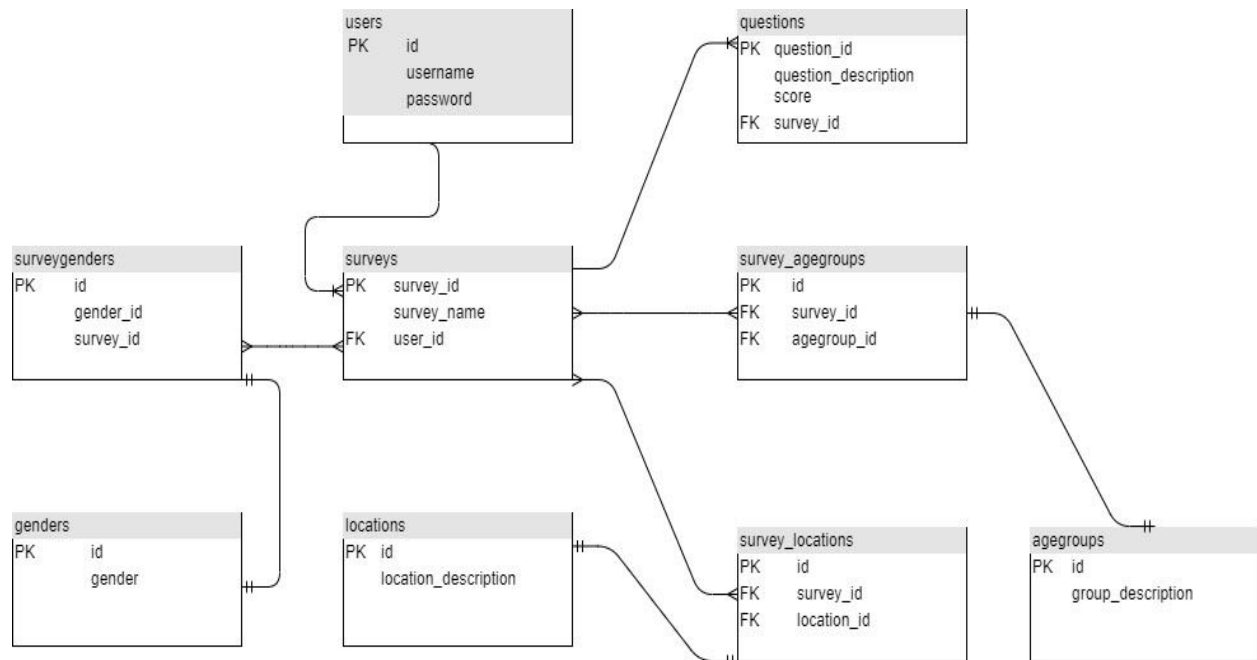 users
PK id
username
password
questions
PK question_id
question_description
score
FK survey_id
surveygenders
PK id
gender_id
survey_id
surveys
PK survey_id
survey_name
FK user_id
survey_agegroups
PK id
FK survey_id
FK agegroup_id
genders
PK id
gender
locations
PK id
location_description
survey_locations
PK id
FK survey_id
FK location_id
agegroups
PK id
group_description